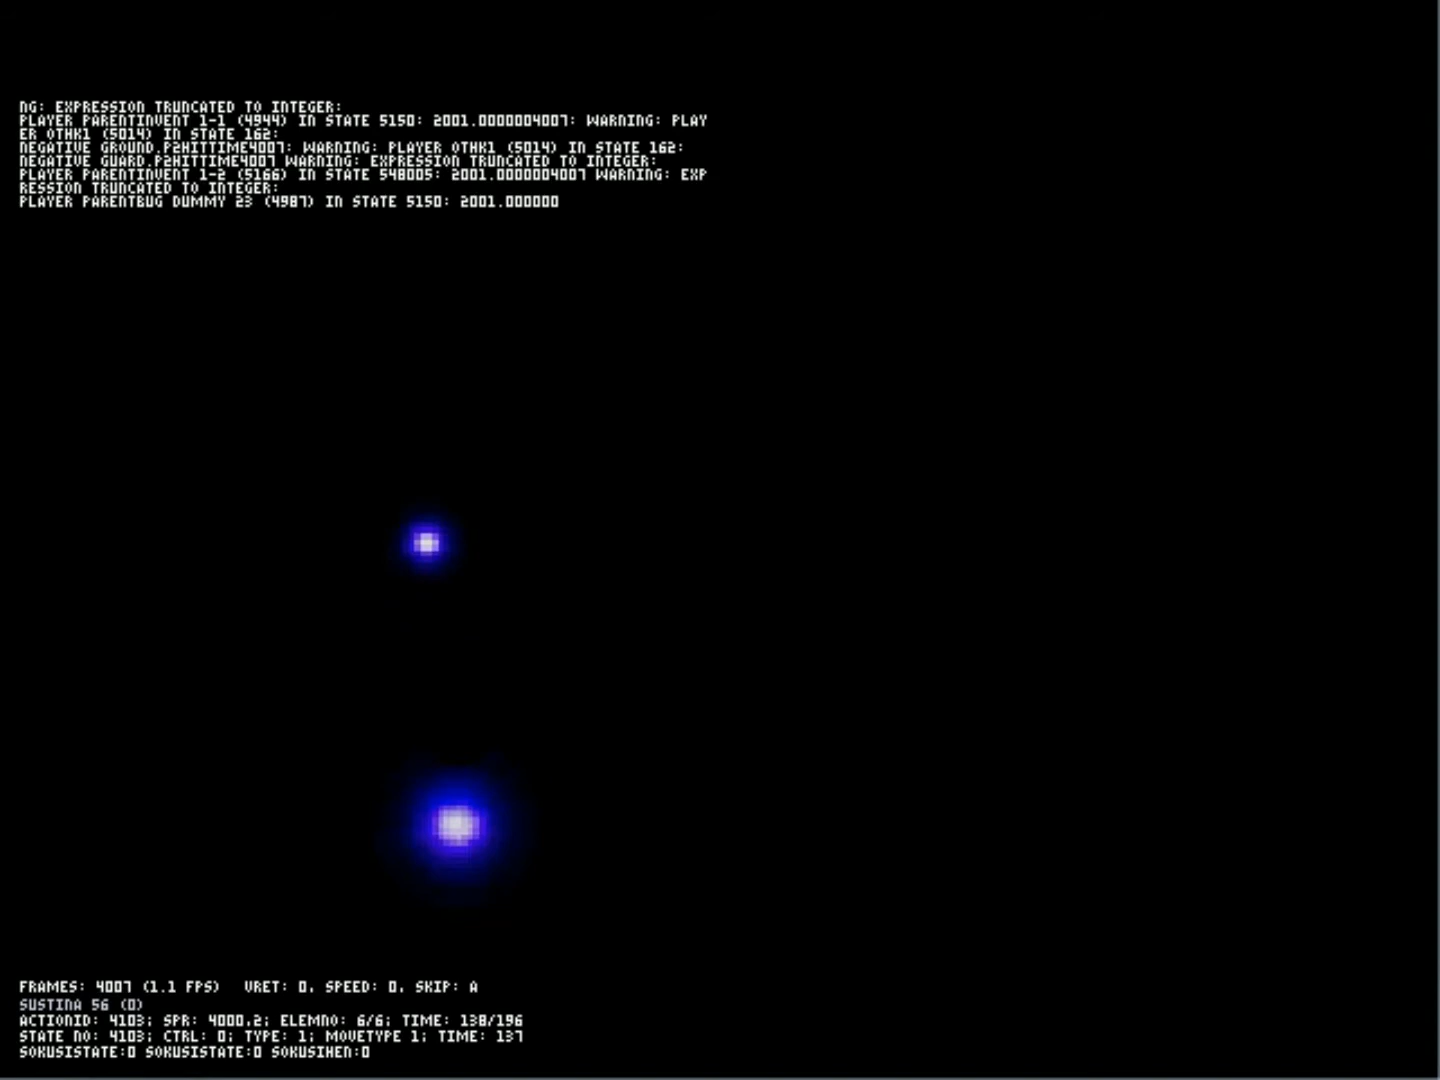 NG: EXPRESSION TRUNCATED TO INTEGER:
PLAYER PARENTINVENT 1-1 (4944) IN STATE 5150: 2001.0000004007: WARNING: PLAY
ER OTHK1 (5014) IN STATE 162:
NEGATIVE GROUND.P2HITTIME4007: WARNING: PLAYER OTHK1 (5014) IN STATE 162:
NEGATIVE GUARD.P2HITTIME4007 WARNING: EXPRESSION TRUNCATED TO INTEGER:
PLAYER PARENTINVENT 1-2 (5166) IN STATE 548005: 2001.0000004007 WARNING: EXP
RESSION TRUNCATED TO INTEGER:
PLAYER PARENTBUG DUMMY 23 (4987) IN STATE 5150: 2001.000000
FRAMES: 4007 (1.1 FPS) VRET: 0, SPEED: 0, SKIP: A
SUSTINA 56 (0)
ACTIONID: 4103; SPR: 4000,2; ELEMNO: 6/6; TIME: 138/196
STATE NO: 4103; CTRL: 0; TYPE: 1; MOVETYPE 1; TIME: 137
SOKUSISTATE:0 SOKUSISTATE:0 SOKUSIHEN:0